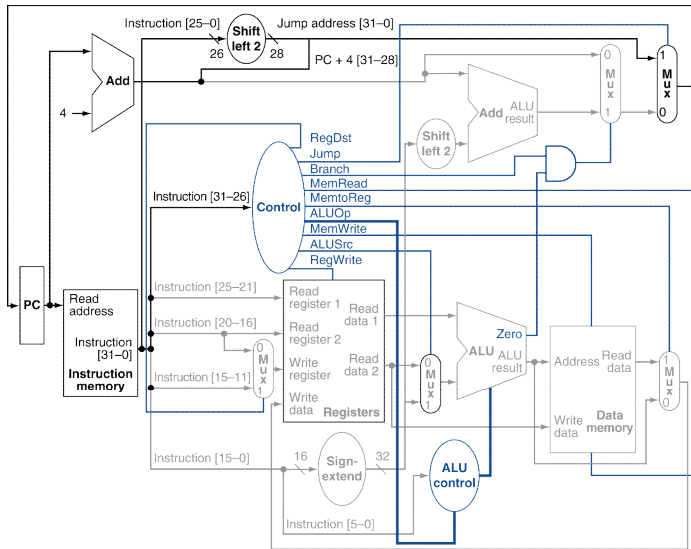 Instruction [25–0]
Shift
left 2
Jump address [31–0]
26
28
PC + 4 [31–28]
Add
4
0
M
u
x
1
1
M
u
x
0
Add
ALU
result
Shift
left 2
RegDst
Jump
Branch
MemRead
MemtoReg
ALUOp
MemWrite
ALUSrc
RegWrite
Control
Instruction [31–26]
PC
Read
address
Instruction
[31–0]
Instruction
memory
Instruction [25–21]
Instruction [20–16]
Instruction [15–11]
0
M
u
x
1
Read
register 1
Read
register 2
Write
register
Write
data
Read
data 1
Read
data 2
Registers
0
M
u
x
1
Zero
ALU
ALU
result
Address
Read
data
Write
data
Data
memory
1
M
u
x
0
Instruction [15–0]
16
Sign-
extend
32
ALU
control
Instruction [5–0]